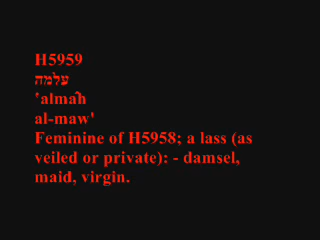 H5959
עלמה
'almâh
al-maw'
Feminine of H5958; a lass (as
veiled or private): - damsel,
maid, virgin.